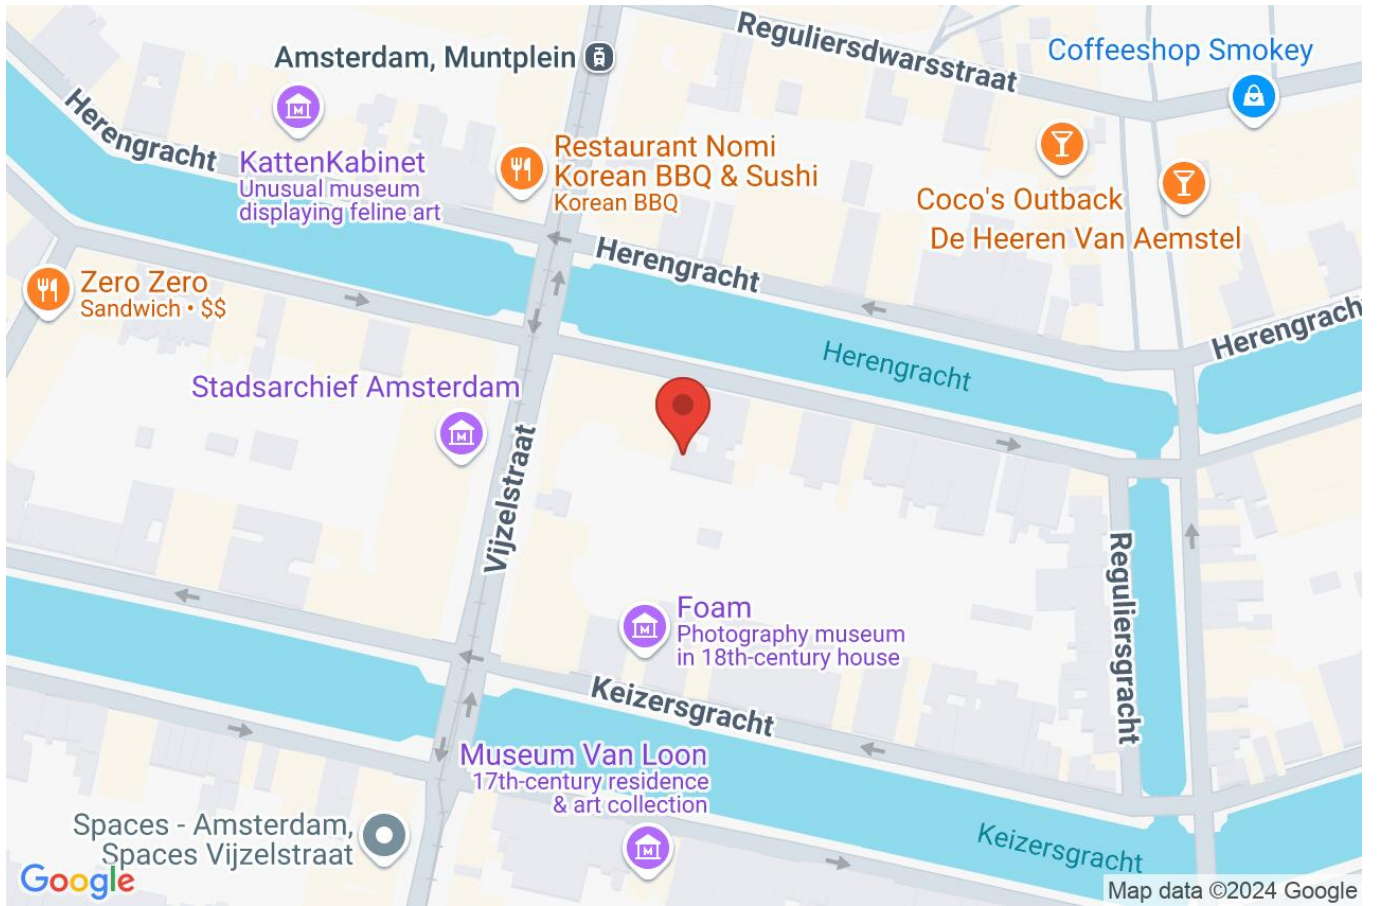 Reguliersdwarsstraat
Amsterdam, Muntplein
Coffeeshop Smokey
Herengracht
KattenKabinet
Unusual museum
displaying feline art
Restaurant Nomi
Korean BBQ & Sushi
Korean BBQ
Coco's Outback
De Heeren Van Aemstel
Herengracht
Zero Zero
Sandwich • $$
Herengrach
Herengracht
Stadsarchief Amsterdam
Vijzelstraat
Reguliersgracht
Foam
Photography museum
in 18th-century house
Keizersgracht
Museum Van Loon
17th-century residence
& art collection
Spaces - Amsterdam,
Spaces Vijzelstraat
Keizersgracht
Google
Map data ©2024 Google